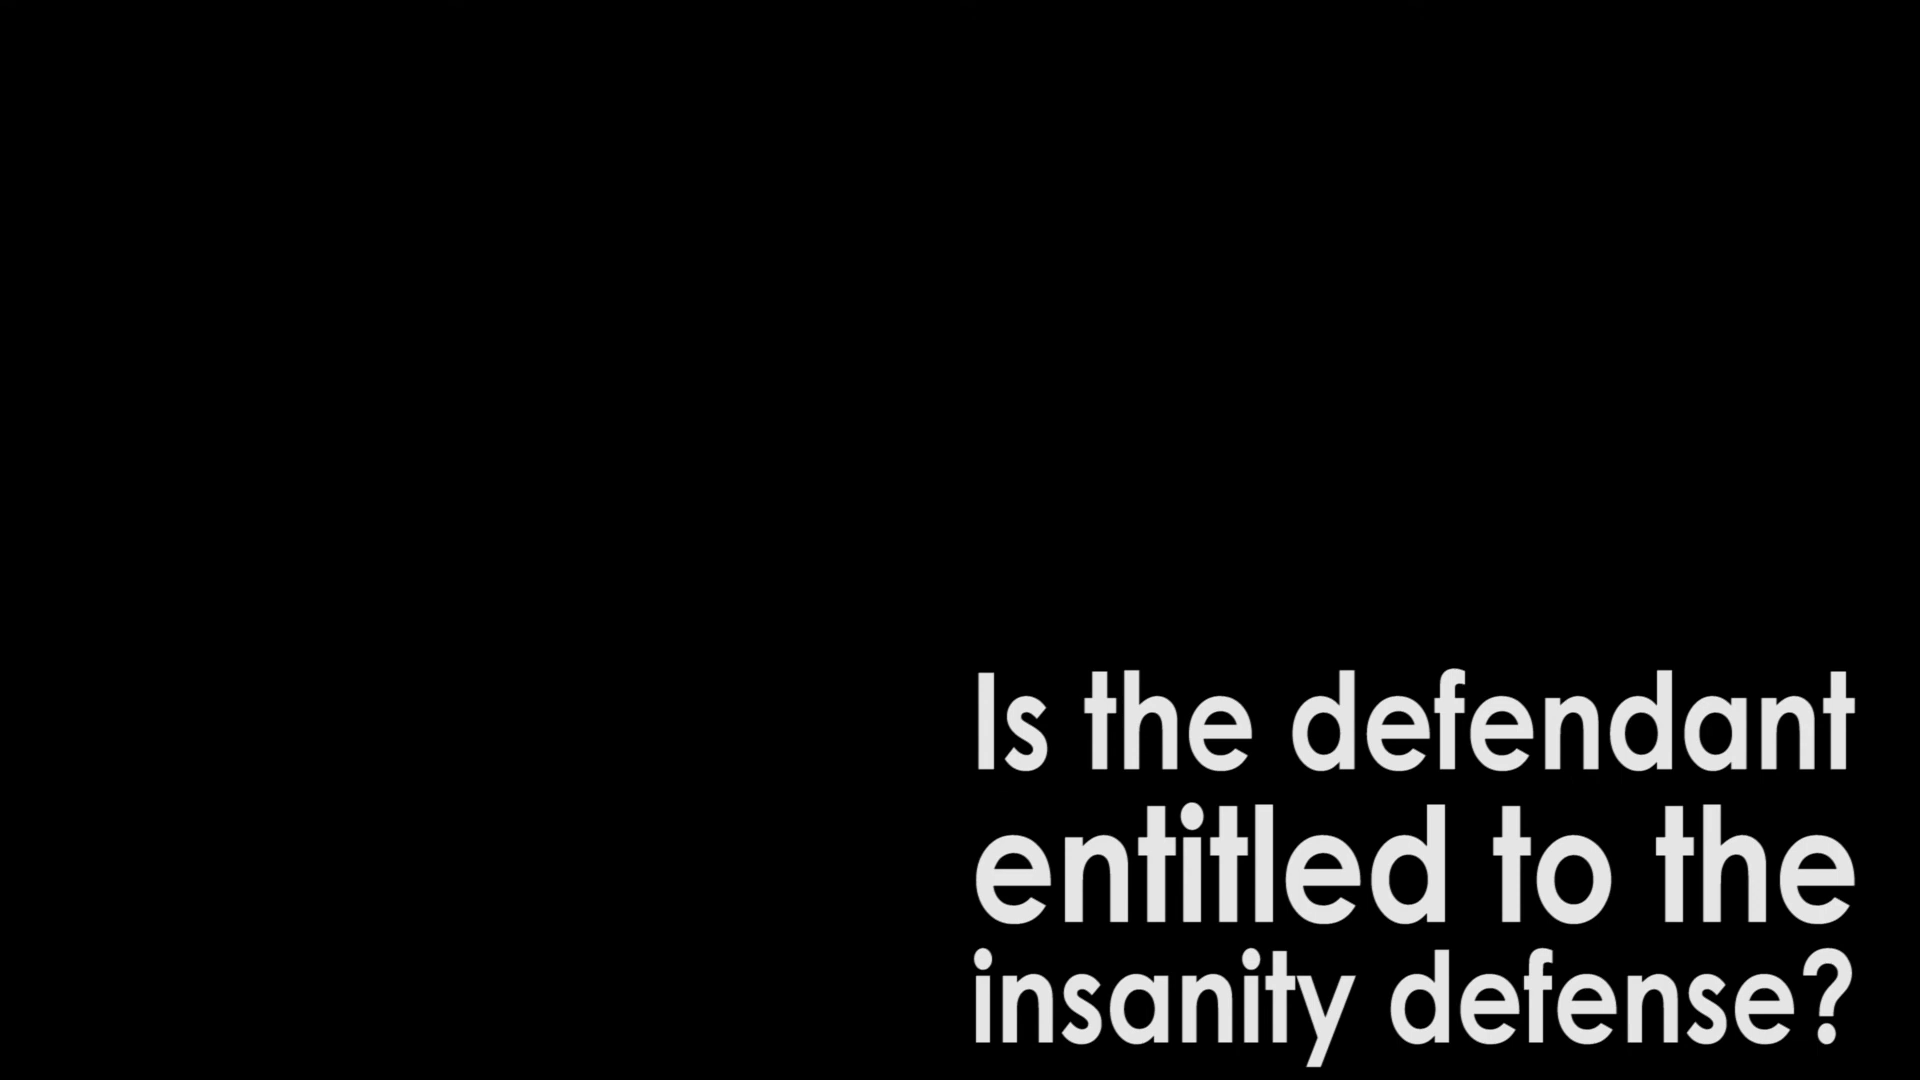 Is the defendant
entitled to the
insanity defense?